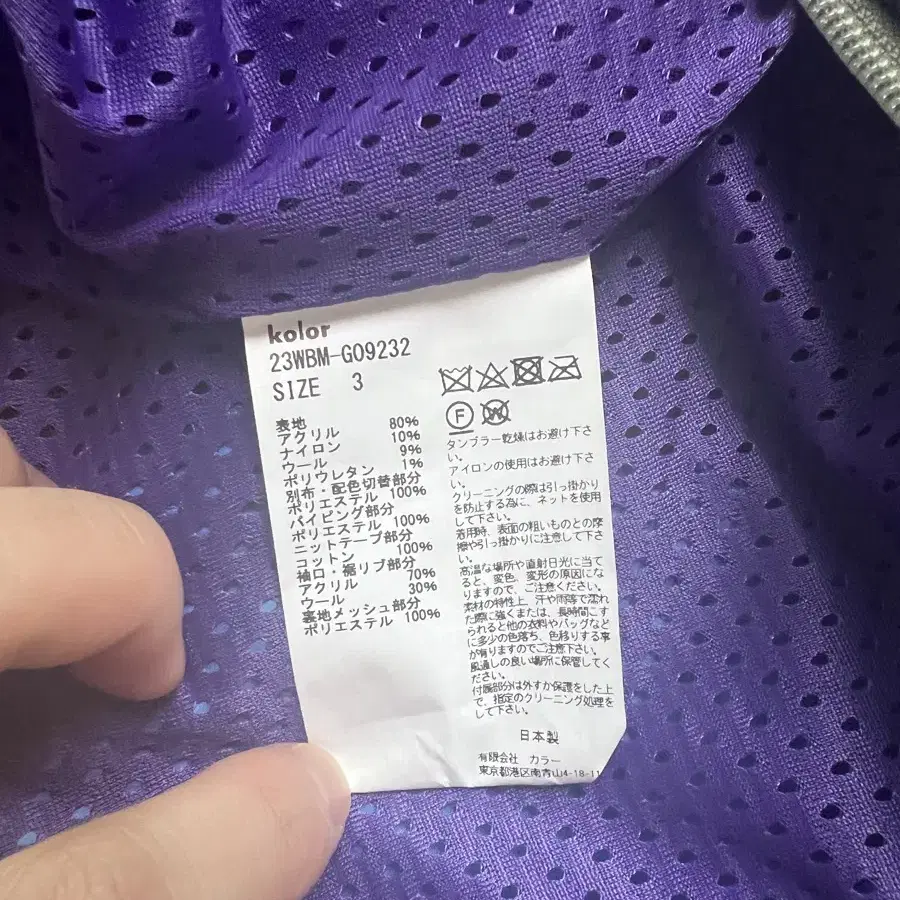 kolor
23WBM-G09232
SIZE 3
表地
アクリル 80%
ナイロン 10%
ウール 9%
ポリウレタン 1%
別布・配色切替部分
ポリエステル 100%
パイピング部分
ポリエステル 100%
ニットテープ部分
コットン 100%
袖口・裾リブ部分
アクリル 70%
ウール 30%
裏地メッシュ部分
ポリエステル 100%
F
W
タンブラー乾燥はお避け下さ
い。
アイロンの使用はお避け下さ
い。
クリーニングの際は引っ掛かり
を防止する為に、ネットを使用
して下さい。
着用時、表面の粗いものとの摩
擦や引っ掛かりに注意して下さ
い。
高温な場所や直射日光に当て
ると、変色、変形の原因にな
りますので、ご注意ください。
素材の特性上、汗や雨等で濡れ
た際に強くまたは、長時間こす
られると他の衣料やバッグなど
に多少の色落ち、色移りする事
が有りますのでご注意下さい。
風通しの良い場所に保管してく
ださい。
付属部分は外すか保護をした上
で、指定のクリーニング処理を
して下さい。
日本製
有限会社 カラー
東京都港区南青山4-18-11